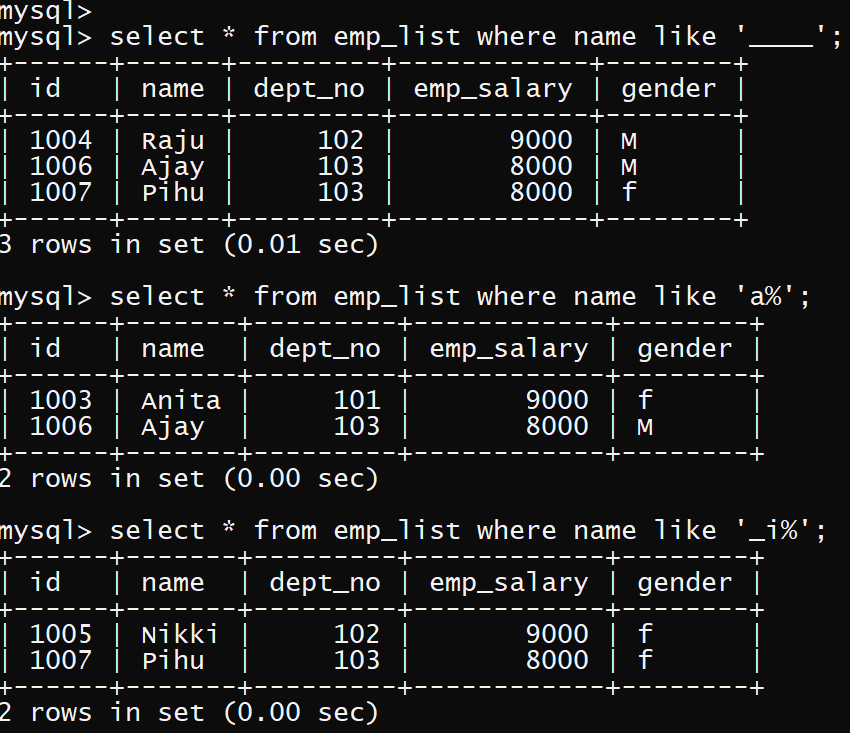 mysql>
mysql> select * from emp_list where name like '____';
+------+------+---------+------------+--------+
| id   | name | dept_no | emp_salary | gender |
+------+------+---------+------------+--------+
| 1004 | Raju |     102 |       9000 | M      |
| 1006 | Ajay |     103 |       8000 | M      |
| 1007 | Pihu |     103 |       8000 | f      |
+------+------+---------+------------+--------+
3 rows in set (0.01 sec)
mysql> select * from emp_list where name like 'a%';
+------+-------+---------+------------+--------+
| id   | name  | dept_no | emp_salary | gender |
+------+-------+---------+------------+--------+
| 1003 | Anita |     101 |       9000 | f      |
| 1006 | Ajay  |     103 |       8000 | M      |
+------+-------+---------+------------+--------+
2 rows in set (0.00 sec)
mysql> select * from emp_list where name like '_i%';
+------+-------+---------+------------+--------+
| id   | name  | dept_no | emp_salary | gender |
+------+-------+---------+------------+--------+
| 1005 | Nikki |     102 |       9000 | f      |
| 1007 | Pihu  |     103 |       8000 | f      |
+------+-------+---------+------------+--------+
2 rows in set (0.00 sec)